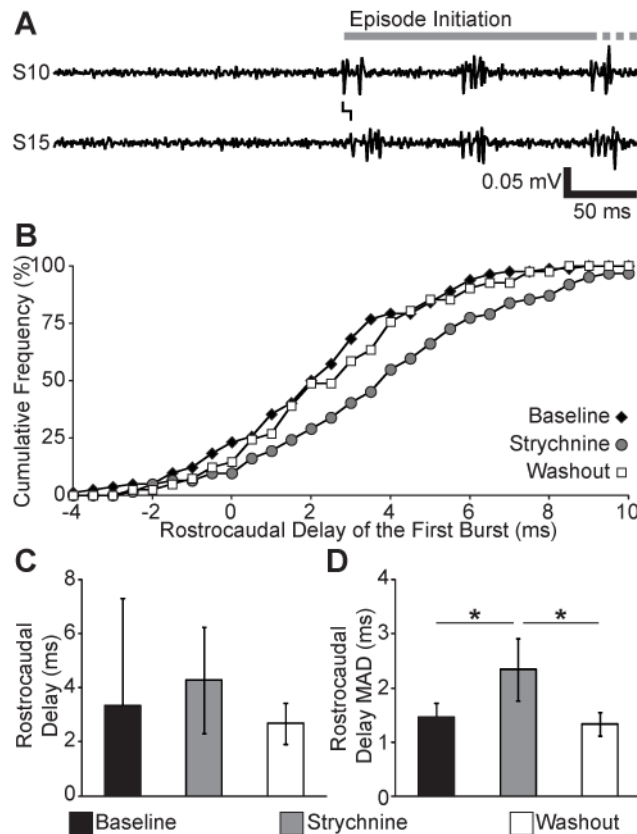 A
Episode Initiation
S10
S15
0.05 mV
50 ms
B
Cumulative Frequency (%)
100
75
50
25
0
Baseline
Strychnine
Washout
-4 -2 0 2 4 6 8 10
Rostrocaudal Delay of the First Burst (ms)
C
Rostrocaudal
Delay (ms)
8
6
4
2
0
D
Rostrocaudal
Delay MAD (ms)
4
3
2
1
0
* *
Baseline Strychnine Washout